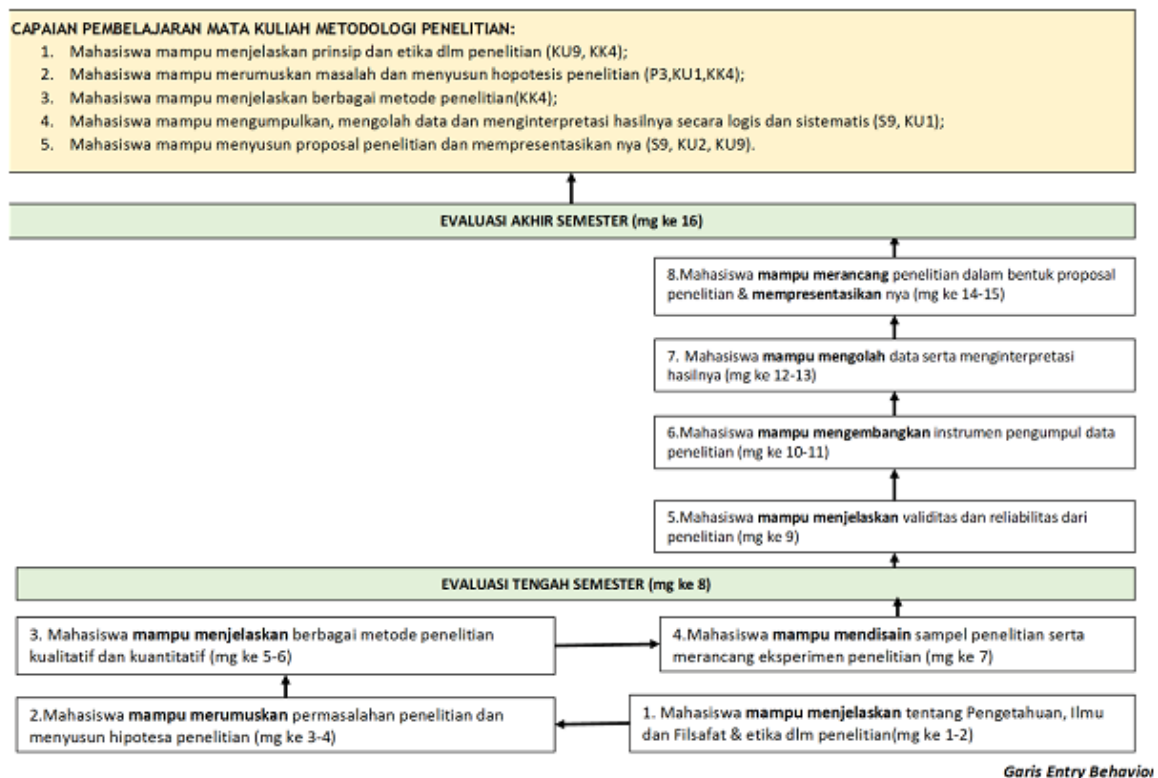 CAPAIAN PEMBELAJARAN MATA KULIAH METODOLOGI PENELITIAN:
1. Mahasiswa mampu menjelaskan prinsip dan etika dlm penelitian (KU9, KK4);
2. Mahasiswa mampu merumuskan masalah dan menyusun hopotesis penelitian (P3,KU1,KK4);
3. Mahasiswa mampu menjelaskan berbagai metode penelitian(KK4);
4. Mahasiswa mampu mengumpulkan, mengolah data dan menginterpretasi hasilnya secara logis dan sistematis (S9, KU1);
5. Mahasiswa mampu menyusun proposal penelitian dan mempresentasikan nya (S9, KU2, KU9).
EVALUASI AKHIR SEMESTER (mg ke 16)
8.Mahasiswa mampu merancang penelitian dalam bentuk proposal
penelitian & mempresentasikan nya (mg ke 14-15)
7. Mahasiswa mampu mengolah data serta menginterpretasi
hasilnya (mg ke 12-13)
6.Mahasiswa mampu mengembangkan instrumen pengumpul data
penelitian (mg ke 10-11)
5.Mahasiswa mampu menjelaskan validitas dan reliabilitas dari
penelitian (mg ke 9)
EVALUASI TENGAH SEMESTER (mg ke 8)
3. Mahasiswa mampu menjelaskan berbagai metode penelitian
kualitatif dan kuantitatif (mg ke 5-6)
4.Mahasiswa mampu mendisain sampel penelitian serta
merancang eksperimen penelitian (mg ke 7)
2.Mahasiswa mampu merumuskan permasalahan penelitian dan
menyusun hipotesa penelitian (mg ke 3-4)
1. Mahasiswa mampu menjelaskan tentang Pengetahuan, Ilmu
dan Filsafat & etika dlm penelitian(mg ke 1-2)
Garis Entry Behavior